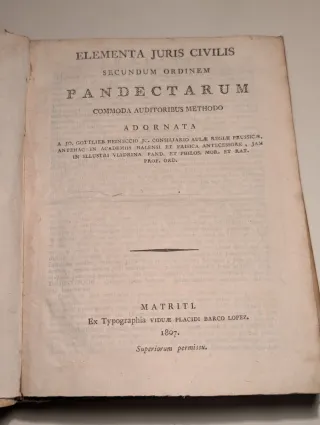 ELEMENTA JURIS CIVILIS
SECUNDUM ORDINEM
PANDECTARUM
COMMODA AUDITORIBUS METHODO
ADORNATA
A JO. GOTTLIEB HEINECCIO JC. CONSILIARIO AULÆ REGIÆ PRUSSICÆ,
ANTEHAC IN ACADEMIIS HALENSI ET FRISICA ANTECESSORE, JAM
IN ILLUSTRI VIADRINA PAND. ET PHILOS. MOR. ET RAT.
PROF. ORD.
MATRITI.
Ex Typographia VIDUÆ PLACIDI BARCO LOPEZ.
1807.
Superiorum permissu.